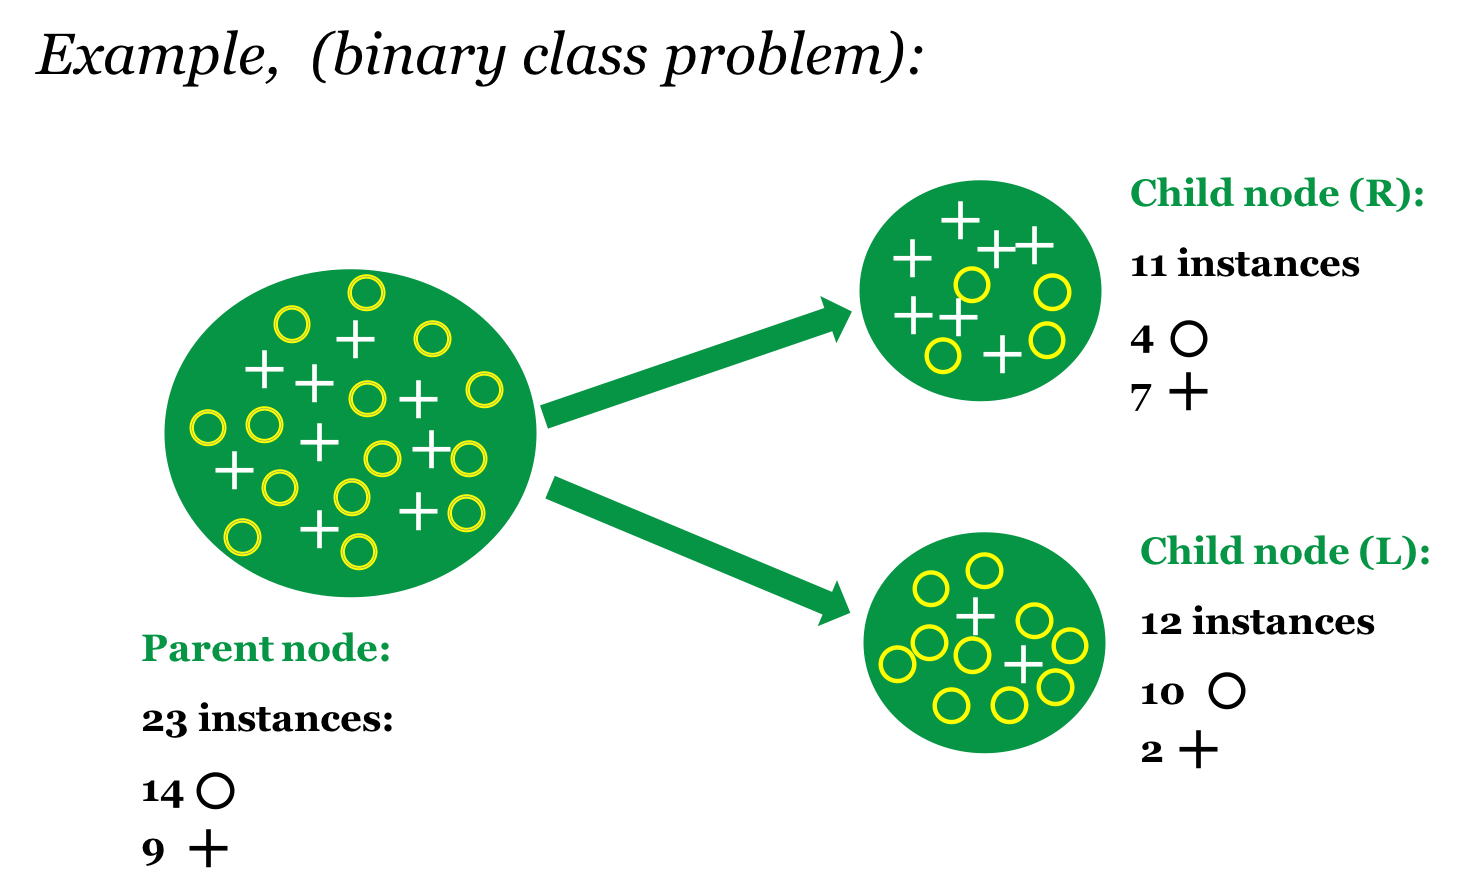 Example,  (binary class problem):
Child node (R):
11 instances
4
7
Parent node:
23 instances:
14
9
Child node (L):
12 instances
10
2